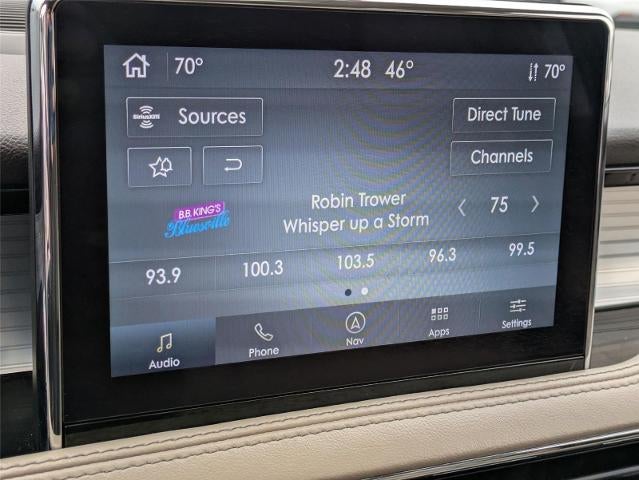 70° 2:48 46° 70°
SiriusXM Sources Direct Tune
Channels
Robin Trower 75
B.B. KING'S
Bluesville
Whisper up a Storm
93.9 100.3 103.5 96.3 99.5
Audio Phone Nav Apps Settings